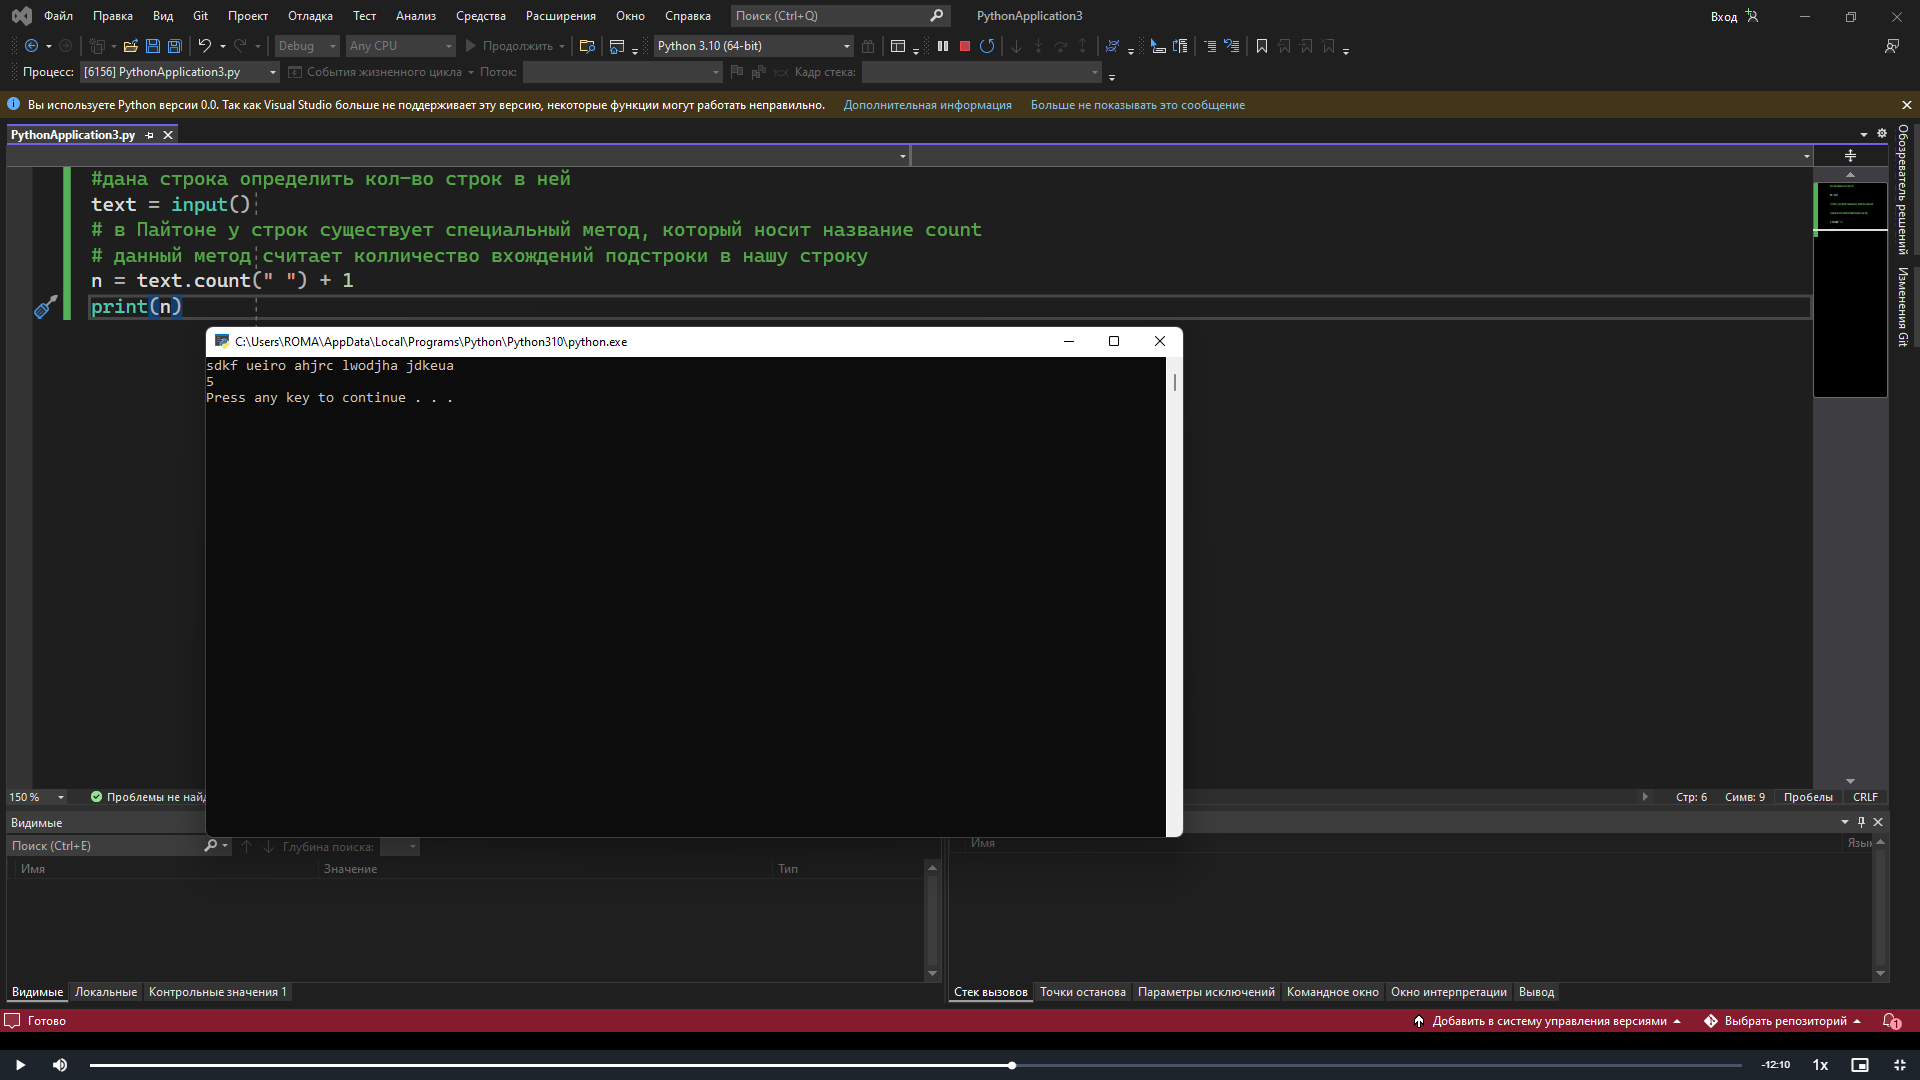 Файл Правка Вид Git Проект Отладка Тест Анализ Средства Расширения Окно Справка Поиск (Ctrl+Q) PythonApplication3 Вход
Debug Any CPU Продолжить Python 3.10 (64-bit)
Процесс: [6156] PythonApplication3.py События жизненного цикла Поток: Кадр стека:
Вы используете Python версии 0.0. Так как Visual Studio больше не поддерживает эту версию, некоторые функции могут работать неправильно. Дополнительная информация Больше не показывать это сообщение
PythonApplication3.py
Обозреватель решений
Изменения Git
#дана строка определить кол-во строк в ней
text = input()
# в Пайтоне у строк существует специальный метод, который носит название count
# данный метод считает колличество вхождений подстроки в нашу строку
n = text.count(" ") + 1
print(n)
C:\Users\ROMA\AppData\Local\Programs\Python\Python310\python.exe
sdkf ueiro ahjrc lwodjha jdkeua
5
Press any key to continue . . .
150 % Проблемы не найд Стр: 6 Симв: 9 Пробелы CRLF
Видимые
Поиск (Ctrl+E) Глубина поиска:
Имя Значение Тип
Имя Язык
Видимые Локальные Контрольные значения 1
Стек вызовов Точки останова Параметры исключений Командное окно Окно интерпретации Вывод
Готово Добавить в систему управления версиями Выбрать репозиторий 1
-12:10 1x